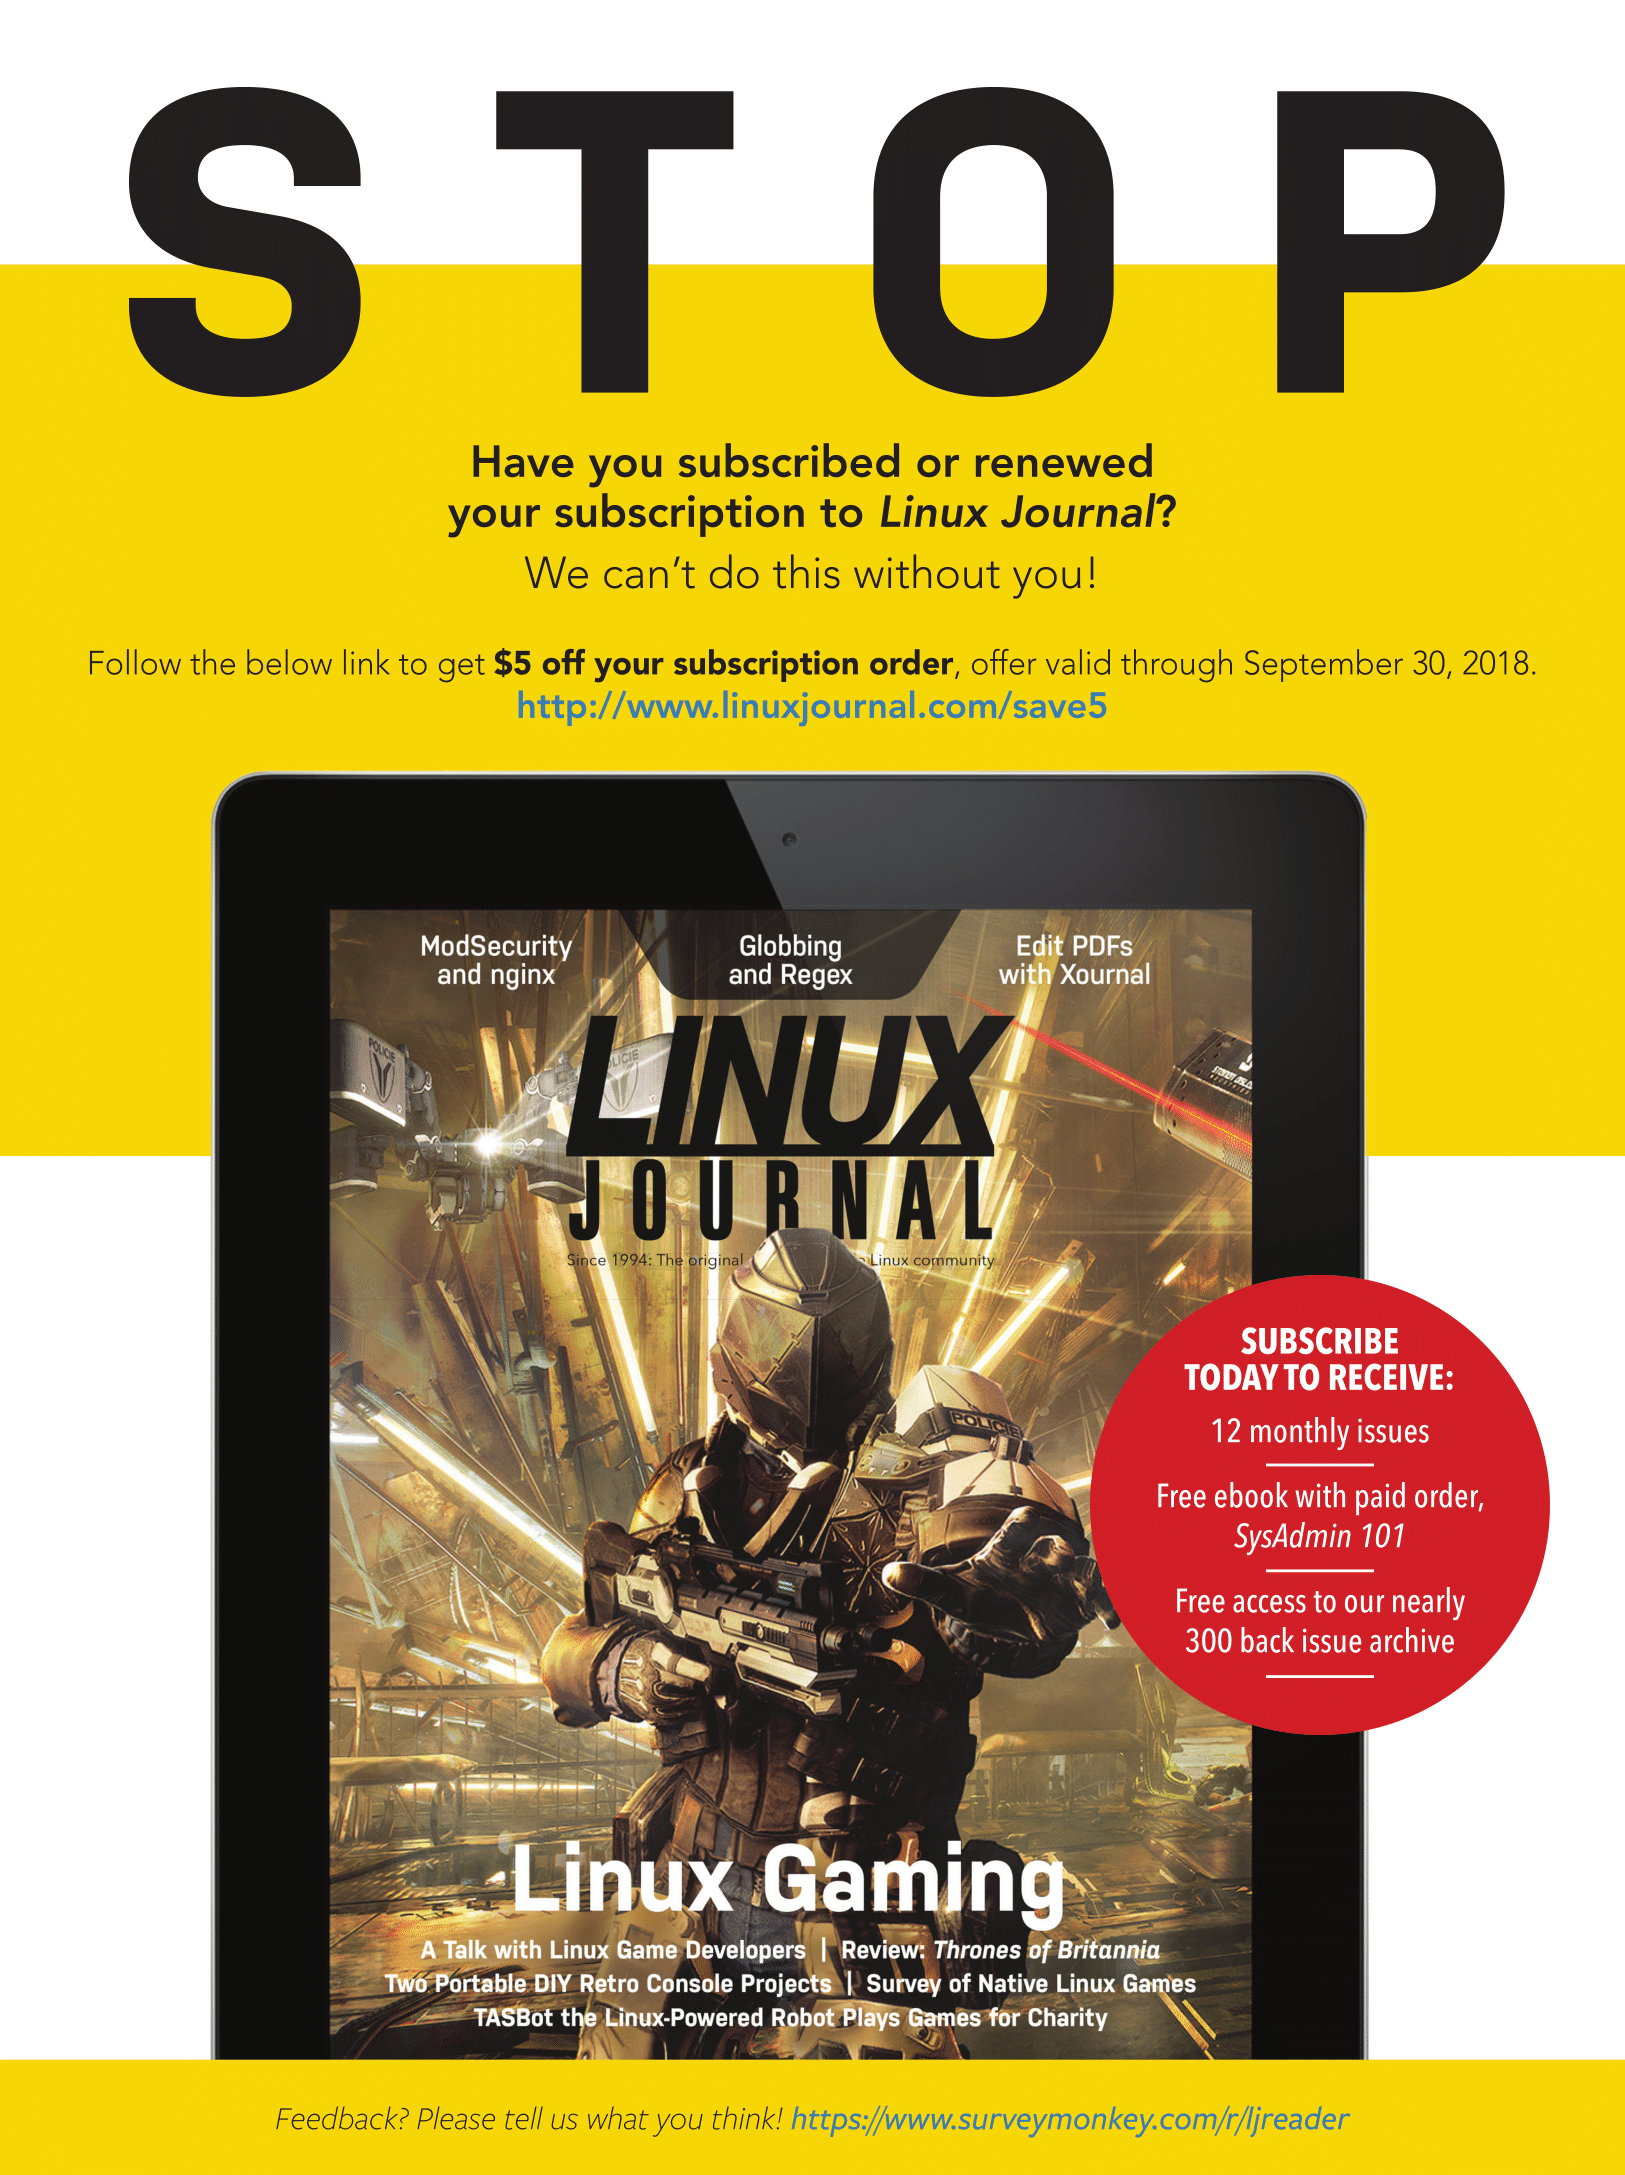 STOP
Have you subscribed or renewed
your subscription to Linux Journal?
We can't do this without you!
Follow the below link to get $5 off your subscription order, offer valid through September 30, 2018.
http://www.linuxjournal.com/save5
ModSecurity
and nginx
Globbing
and Regex
Edit PDFs
with Xournal
POLICIE
LINUX
JOURNAL
Since 1994: The original
Linux community
POLICIE
SUBSCRIBE
TODAY TO RECEIVE:
12 monthly issues
Free ebook with paid order,
SysAdmin 101
Free access to our nearly
300 back issue archive
Linux Gaming
A Talk with Linux Game Developers | Review: Thrones of Britannia
Two Portable DIY Retro Console Projects | Survey of Native Linux Games
TASBot the Linux-Powered Robot Plays Games for Charity
Feedback? Please tell us what you think! https://www.surveymonkey.com/r/ljreader